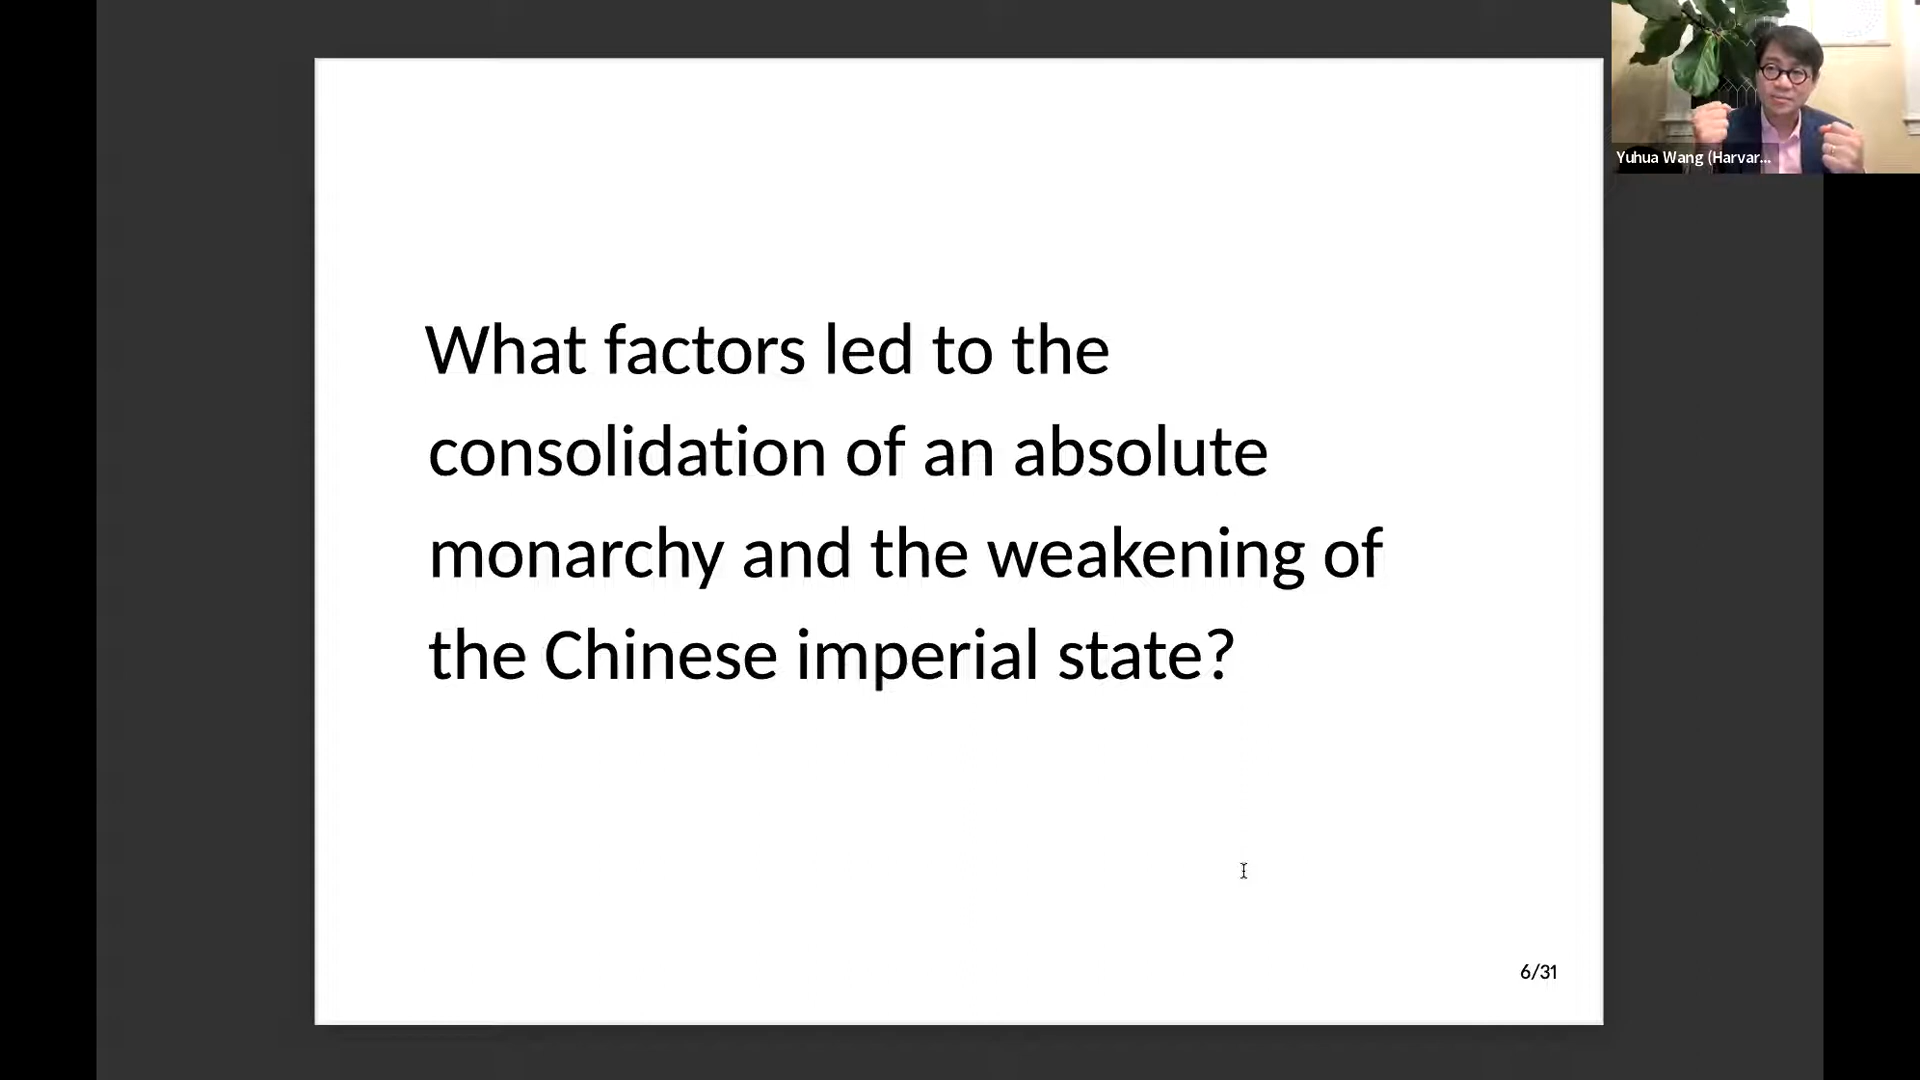 Yuhua Wang (Harvar...
What factors led to the
consolidation of an absolute
monarchy and the weakening of
the Chinese imperial state?
6/31